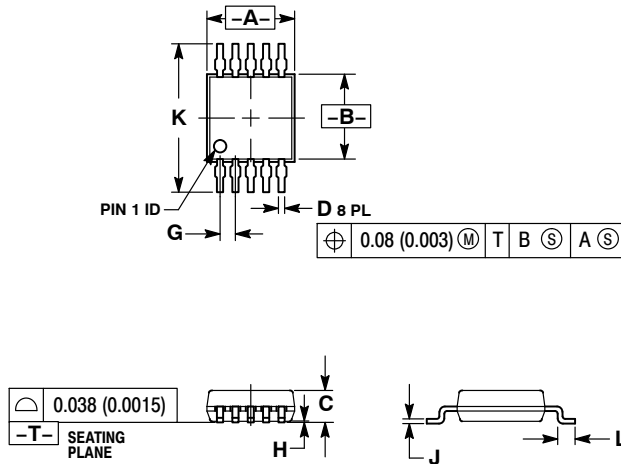 –A–
K
–B–
PIN 1 ID
D 8 PL
G
⌖ 0.08 (0.003) Ⓜ T B Ⓢ A Ⓢ
⌓ 0.038 (0.0015)
–T– SEATING
PLANE
C
H
J
L